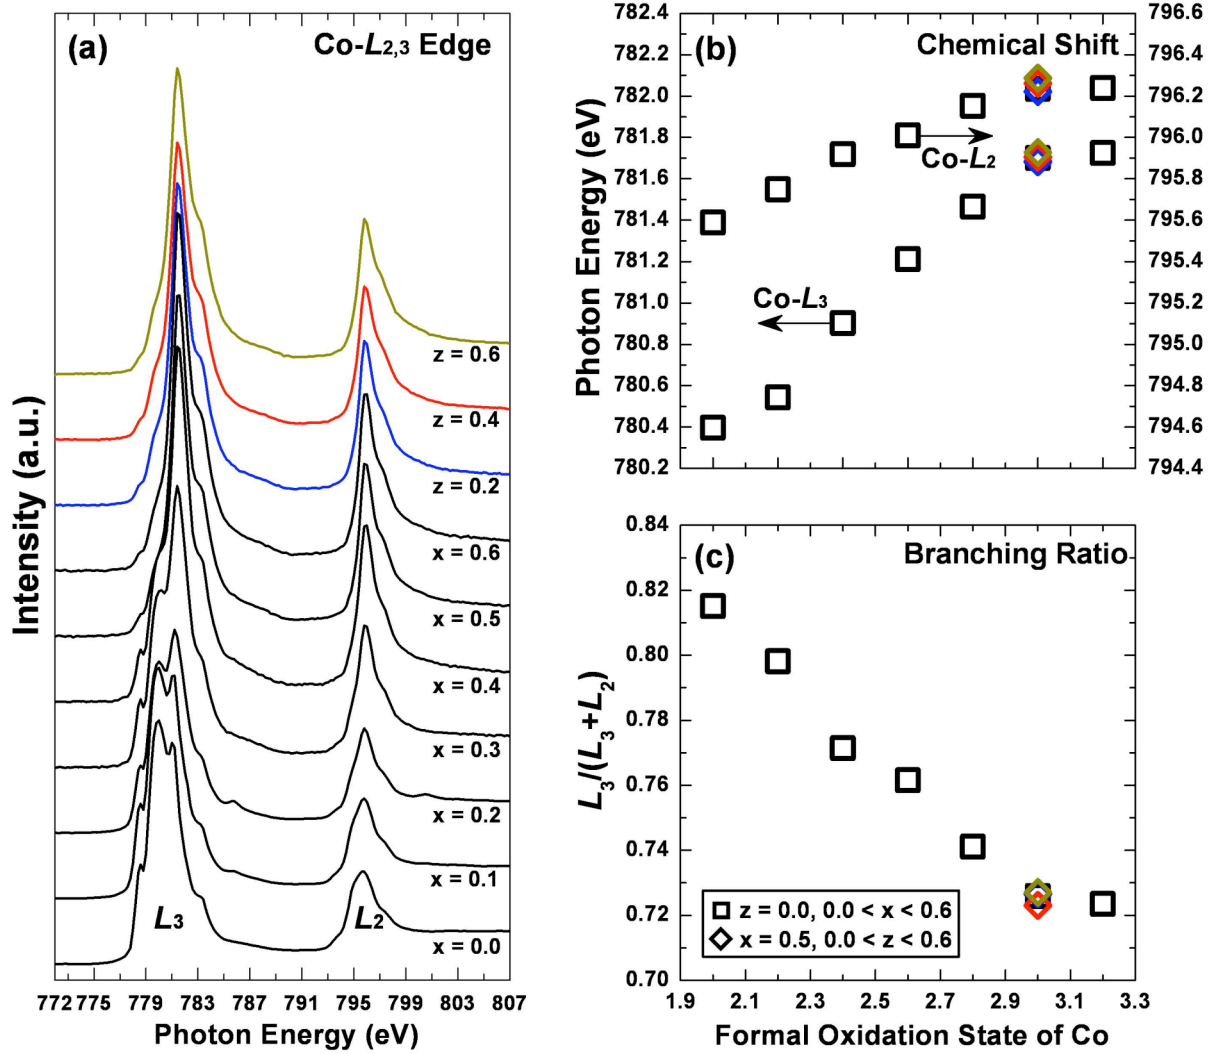 (a)
Co-L2,3 Edge
Intensity (a.u.)
z = 0.6
z = 0.4
z = 0.2
x = 0.6
x = 0.5
x = 0.4
x = 0.3
x = 0.2
x = 0.1
x = 0.0
L3
L2
772 775 779 783 787 791 795 799 803 807
Photon Energy (eV)
(b)
Chemical Shift
Photon Energy (eV)
782.4
782.2
782.0
781.8
781.6
781.4
781.2
781.0
780.8
780.6
780.4
780.2
796.6
796.4
796.2
796.0
795.8
795.6
795.4
795.2
795.0
794.8
794.6
794.4
Co-L2
Co-L3
(c)
Branching Ratio
L3/(L3+L2)
0.84
0.82
0.80
0.78
0.76
0.74
0.72
0.70
z = 0.0, 0.0 < x < 0.6
x = 0.5, 0.0 < z < 0.6
1.9 2.1 2.3 2.5 2.7 2.9 3.1 3.3
Formal Oxidation State of Co